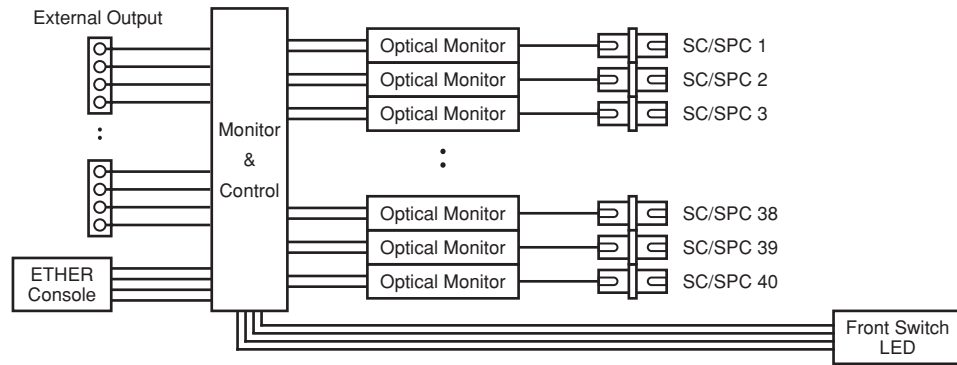 External Output
Optical Monitor
SC/SPC 1
Optical Monitor
SC/SPC 2
Optical Monitor
SC/SPC 3
Monitor
&
Control
Optical Monitor
SC/SPC 38
Optical Monitor
SC/SPC 39
Optical Monitor
SC/SPC 40
ETHER
Console
Front Switch
LED